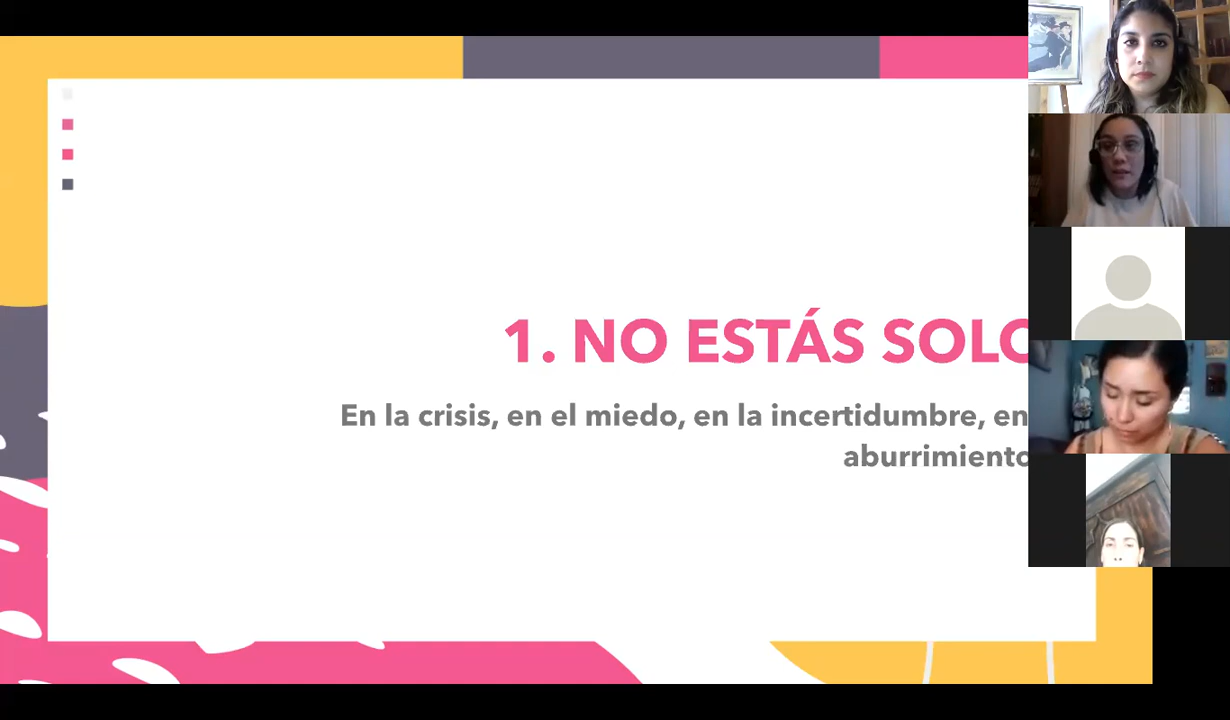 1. NO ESTÁS SOLO
En la crisis, en el miedo, en la incertidumbre, en
aburrimiento